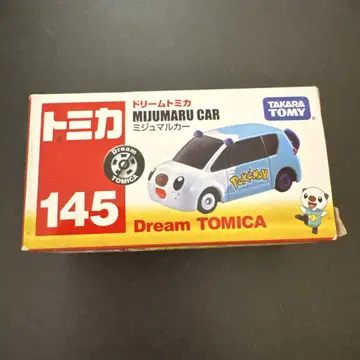 トミカ
Dream
TOMICA
145
ドリームトミカ
MIJUMARU CAR
ミジュマルカー
TAKARA
TOMY
POKéMON
Dream TOMICA